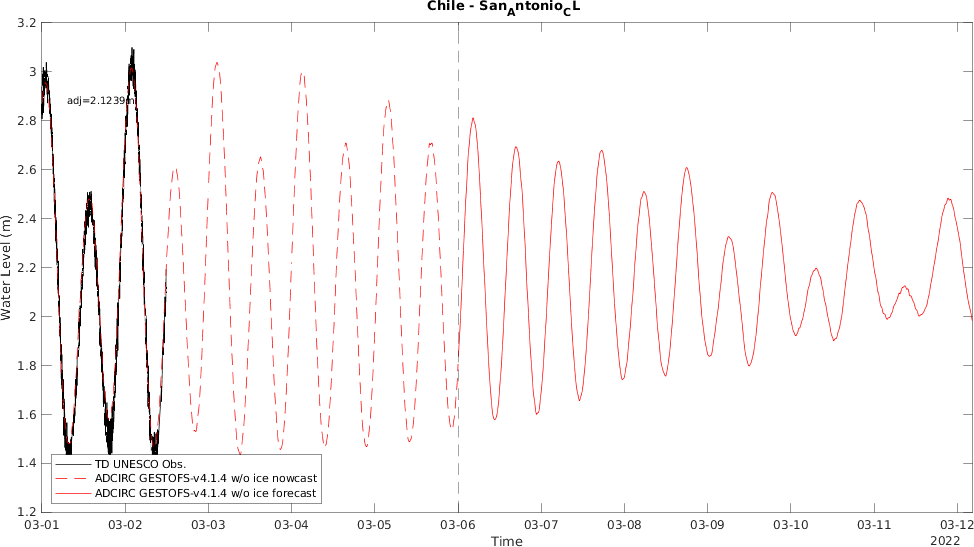 Chile - SanAntonioCL
3.2
3
2.8
2.6
2.4
2.2
2
1.8
1.6
1.4
1.2
Water Level (m)
adj=2.1239m
TD UNESCO Obs.
ADCIRC GESTOFS-v4.1.4 w/o ice nowcast
ADCIRC GESTOFS-v4.1.4 w/o ice forecast
03-01 03-02 03-03 03-04 03-05 03-06 03-07 03-08 03-09 03-10 03-11 03-12
Time
2022